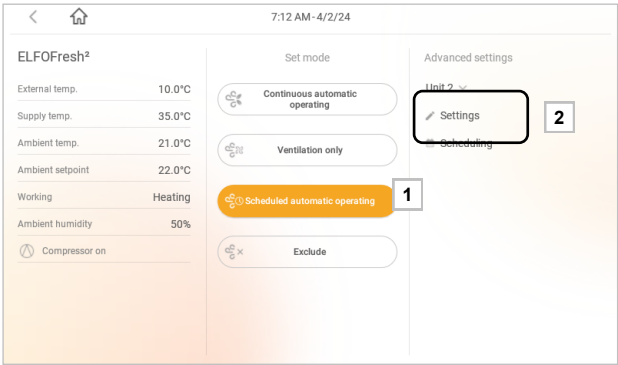 7:12 AM-4/2/24
ELFOFresh²
External temp. 10.0°C
Supply temp. 35.0°C
Ambient temp. 21.0°C
Ambient setpoint 22.0°C
Working Heating
Ambient humidity 50%
Compressor on
Set mode
Continuous automatic
operating
Ventilation only
Scheduled automatic operating
1
Exclude
Advanced settings
Unit 2
Settings
2
Scheduling